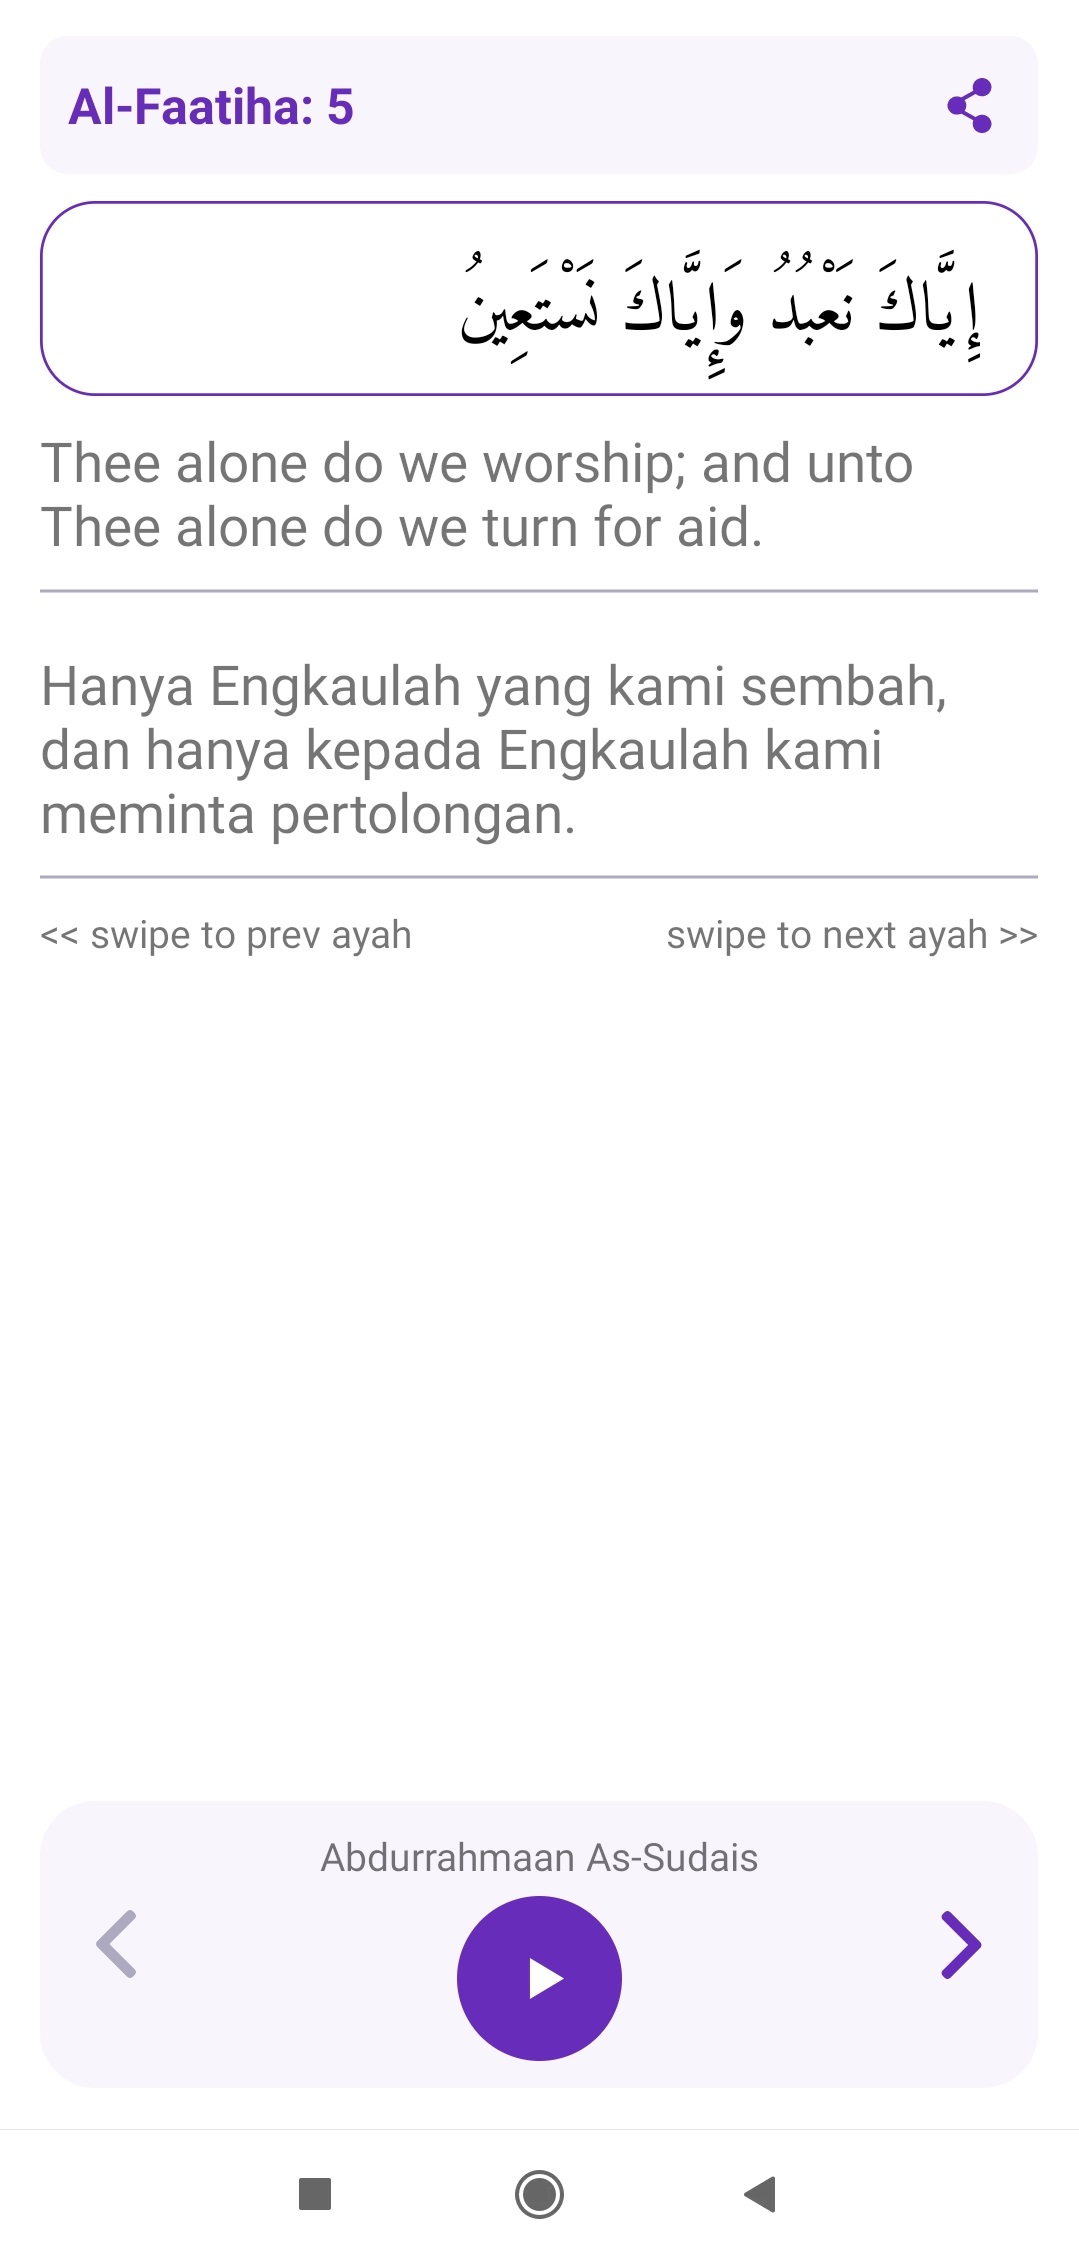 Al-Faatiha: 5
إِيَّاكَ نَعْبُدُ وَإِيَّاكَ نَسْتَعِينُ
Thee alone do we worship; and unto
Thee alone do we turn for aid.
Hanya Engkaulah yang kami sembah,
dan hanya kepada Engkaulah kami
meminta pertolongan.
<< swipe to prev ayah
swipe to next ayah >>
Abdurrahmaan As-Sudais